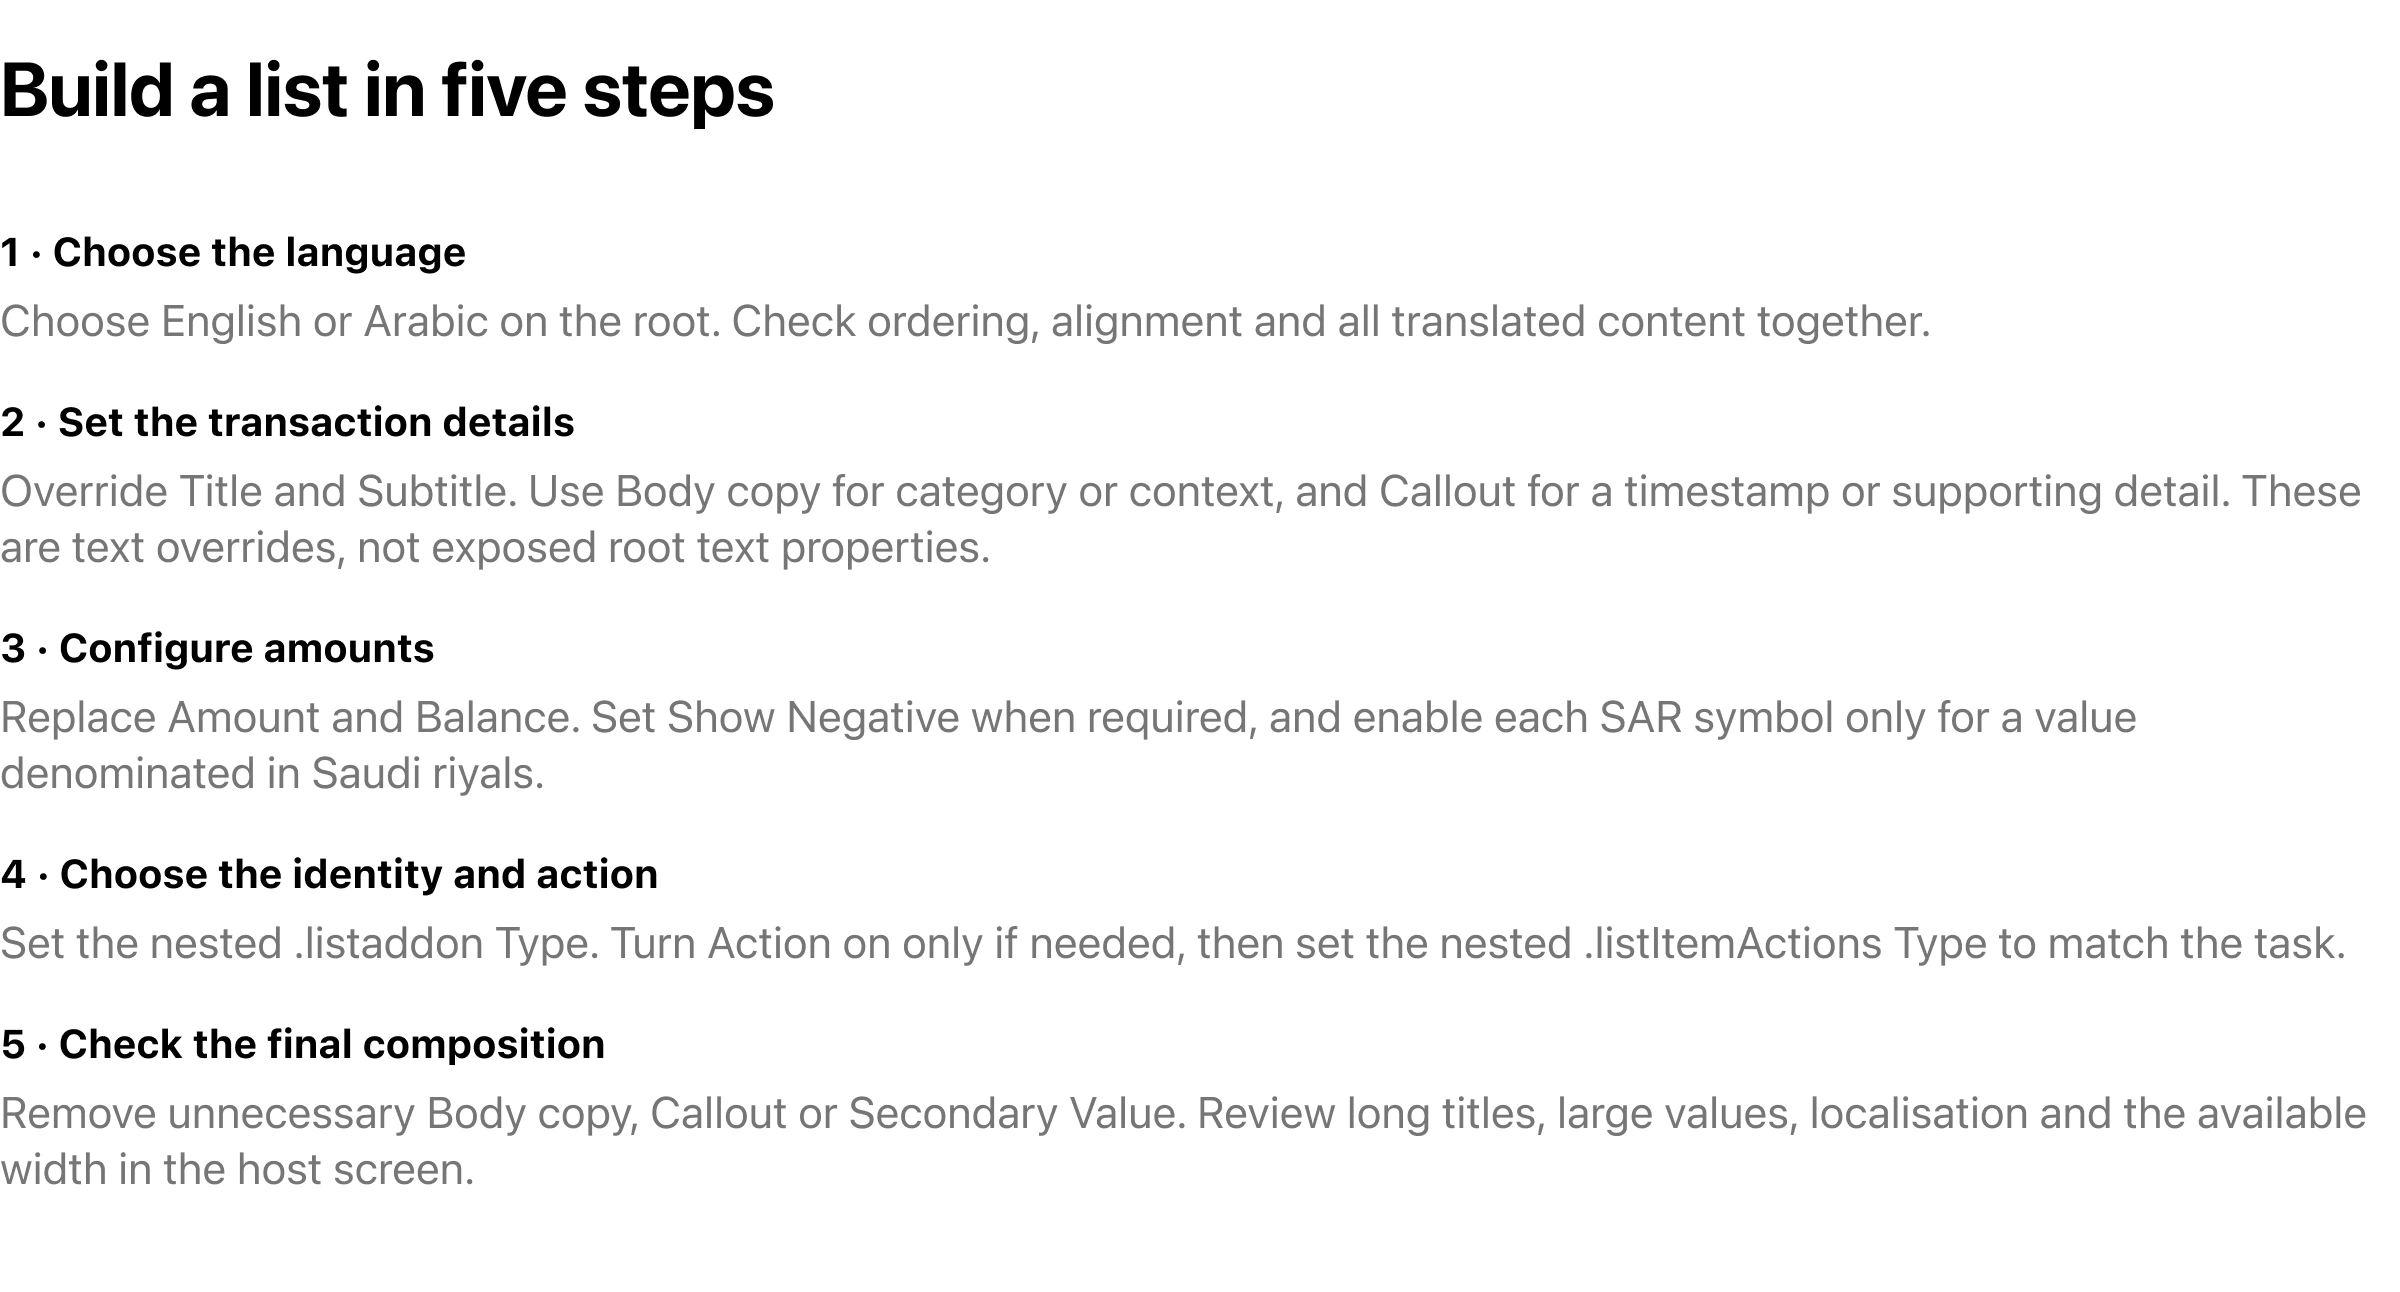 Build a list in five steps
1 · Choose the language
Choose English or Arabic on the root. Check ordering, alignment and all translated content together.
2 · Set the transaction details
Override Title and Subtitle. Use Body copy for category or context, and Callout for a timestamp or supporting detail. These
are text overrides, not exposed root text properties.
3 · Configure amounts
Replace Amount and Balance. Set Show Negative when required, and enable each SAR symbol only for a value
denominated in Saudi riyals.
4 · Choose the identity and action
Set the nested .listaddon Type. Turn Action on only if needed, then set the nested .listItemActions Type to match the task.
5 · Check the final composition
Remove unnecessary Body copy, Callout or Secondary Value. Review long titles, large values, localisation and the available
width in the host screen.